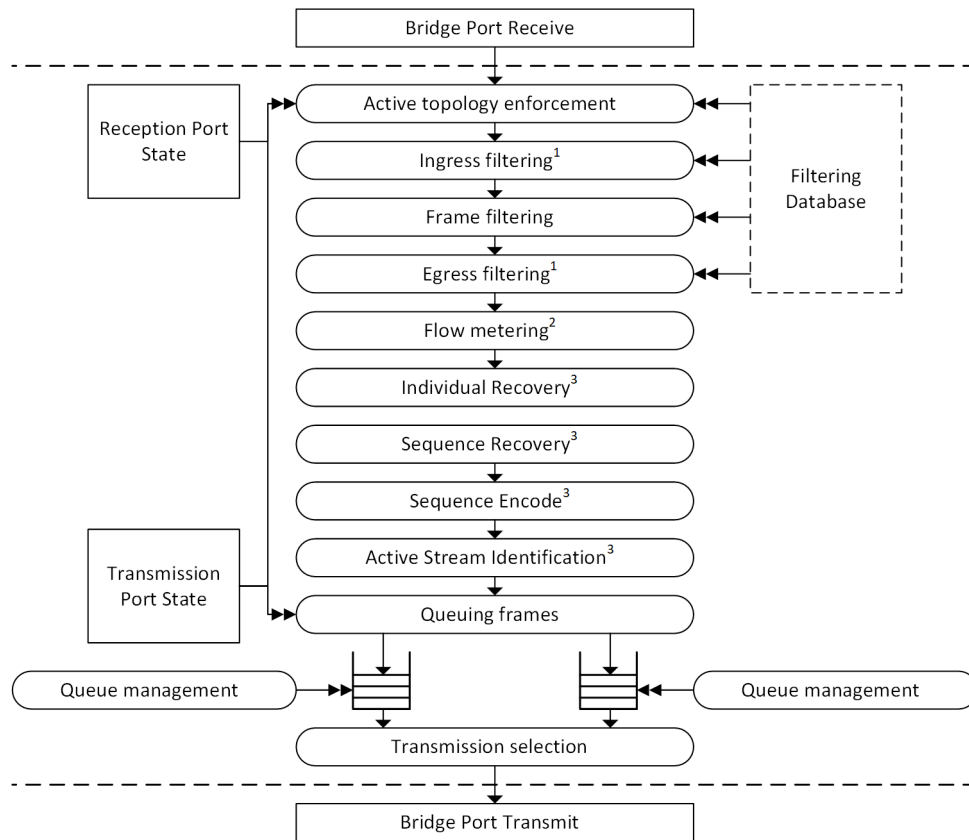 Bridge Port Receive
Reception Port
State
Active topology enforcement
Ingress filtering¹
Frame filtering
Egress filtering¹
Filtering
Database
Flow metering²
Individual Recovery³
Sequence Recovery³
Sequence Encode³
Active Stream Identification³
Transmission
Port State
Queuing frames
Queue management
Queue management
Transmission selection
Bridge Port Transmit